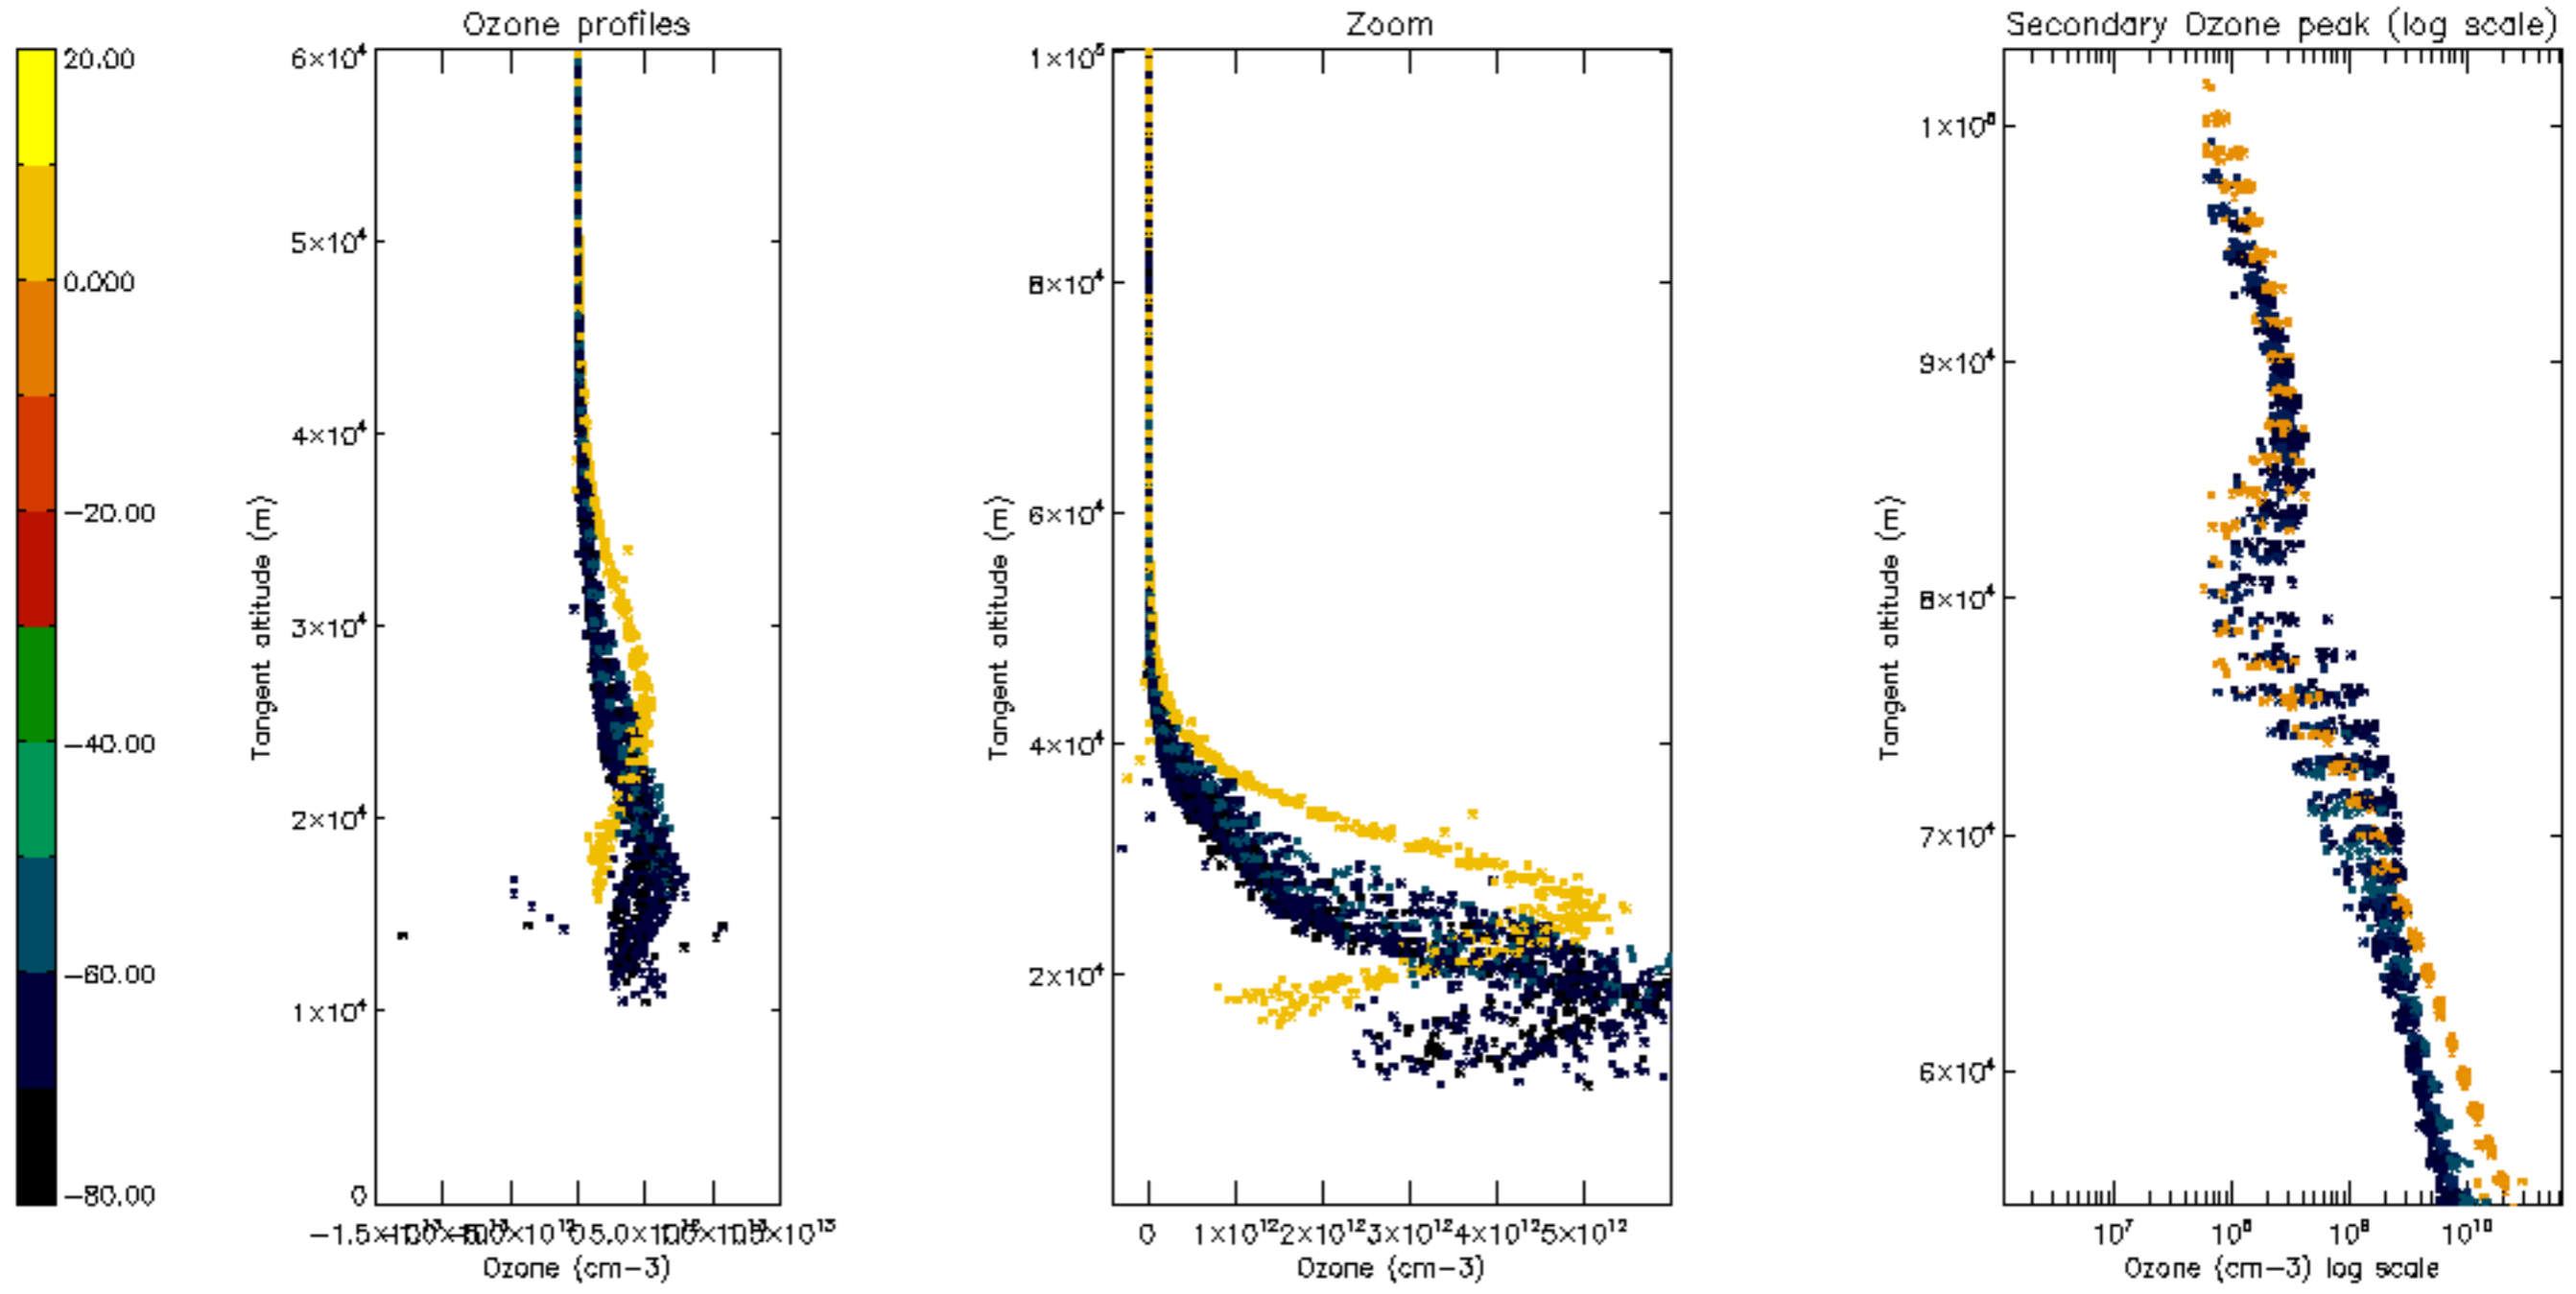 Ozone profiles
Zoom
Secondary Ozone peak (log scale)
20.00
0.000
−20.00
−40.00
−60.00
−80.00
6×10⁴
5×10⁴
4×10⁴
3×10⁴
2×10⁴
1×10⁴
0
Tangent altitude (m)
Ozone (cm−3)
1×10⁵
8×10⁴
6×10⁴
4×10⁴
2×10⁴
Tangent altitude (m)
0 1×10¹² 2×10¹² 3×10¹² 4×10¹² 5×10¹²
Ozone (cm−3)
1×10⁵
9×10⁴
8×10⁴
7×10⁴
6×10⁴
Tangent altitude (m)
10⁷ 10⁸ 10⁹ 10¹⁰
Ozone (cm−3) log scale